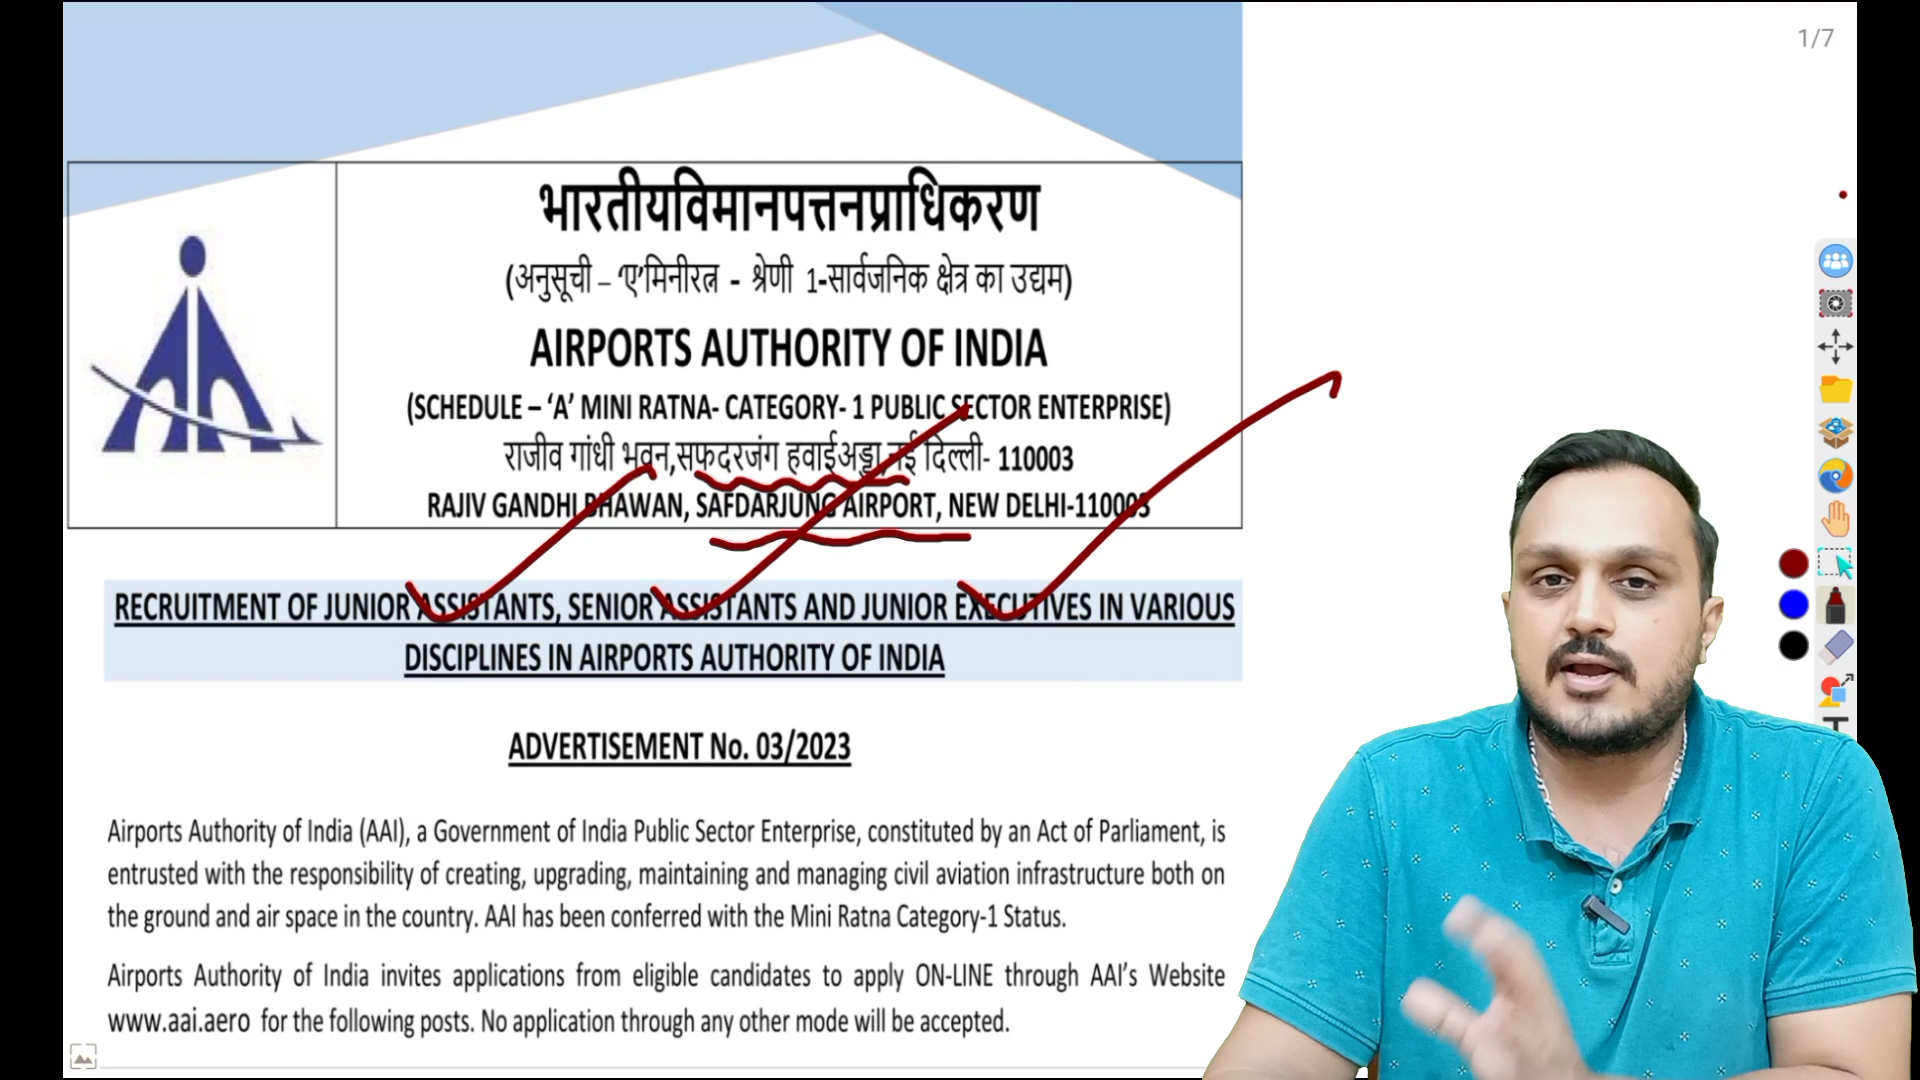 1/7
भारतीयविमानपत्तनप्राधिकरण
(अनुसूची – ‘ए’मिनीरत्न - श्रेणी 1-सार्वजनिक क्षेत्र का उद्यम)
AIRPORTS AUTHORITY OF INDIA
(SCHEDULE – ‘A’ MINI RATNA- CATEGORY- 1 PUBLIC SECTOR ENTERPRISE)
राजीव गांधी भवन,सफदरजंग हवाईअड्डा,नई दिल्ली- 110003
RAJIV GANDHI BHAWAN, SAFDARJUNG AIRPORT, NEW DELHI-110003
RECRUITMENT OF JUNIOR ASSISTANTS, SENIOR ASSISTANTS AND JUNIOR EXECUTIVES IN VARIOUS
DISCIPLINES IN AIRPORTS AUTHORITY OF INDIA
ADVERTISEMENT No. 03/2023
Airports Authority of India (AAI), a Government of India Public Sector Enterprise, constituted by an Act of Parliament, is
entrusted with the responsibility of creating, upgrading, maintaining and managing civil aviation infrastructure both on
the ground and air space in the country. AAI has been conferred with the Mini Ratna Category-1 Status.
Airports Authority of India invites applications from eligible candidates to apply ON-LINE through AAI’s Website
www.aai.aero for the following posts. No application through any other mode will be accepted.